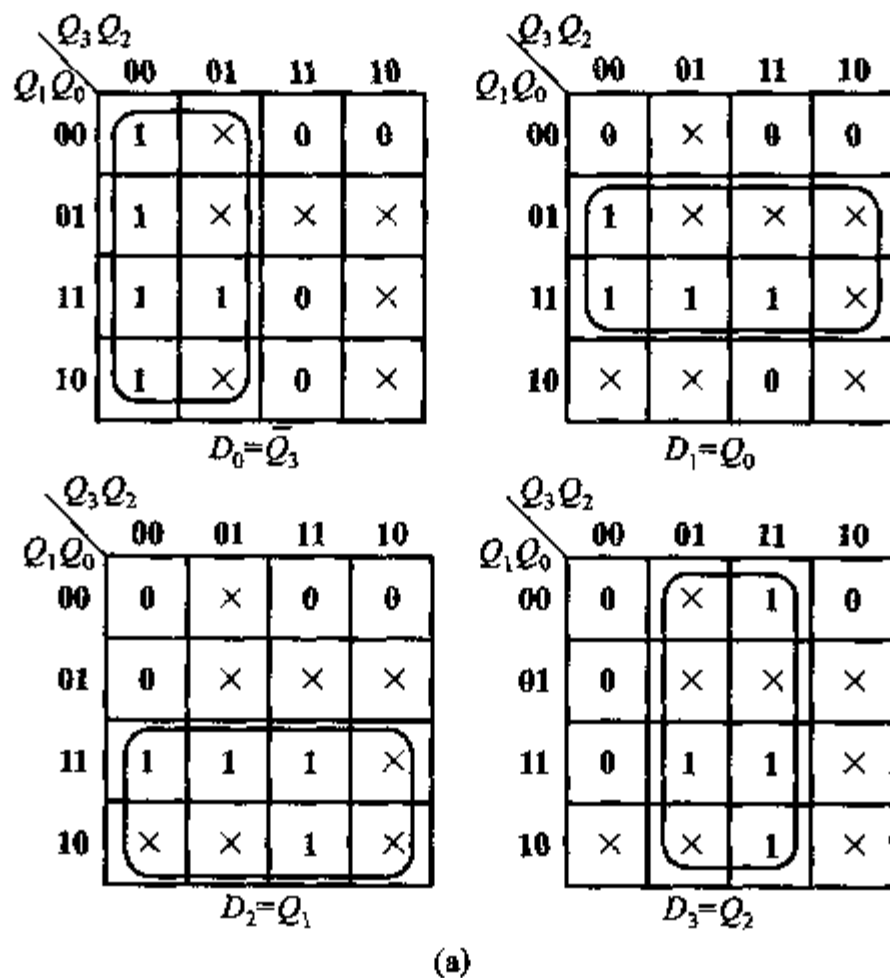 Q₃Q₂ Q₃Q₂
00 01 11 10 00 01 11 10
Q₁Q₀ Q₁Q₀
00 1 × 0 0 00 0 × 0 0
01 1 × × × 01 1 × × ×
11 1 1 0 × 11 1 1 1 ×
10 1 × 0 × 10 × × 0 ×
D₀=Q̄₃ D₁=Q₀
Q₃Q₂ Q₃Q₂
00 01 11 10 00 01 11 10
Q₁Q₀ Q₁Q₀
00 0 × 0 0 00 0 × 1 0
01 0 × × × 01 0 × × ×
11 1 1 1 × 11 0 1 1 ×
10 × × 1 × 10 × × 1 ×
D₂=Q₁ D₃=Q₂
(a)